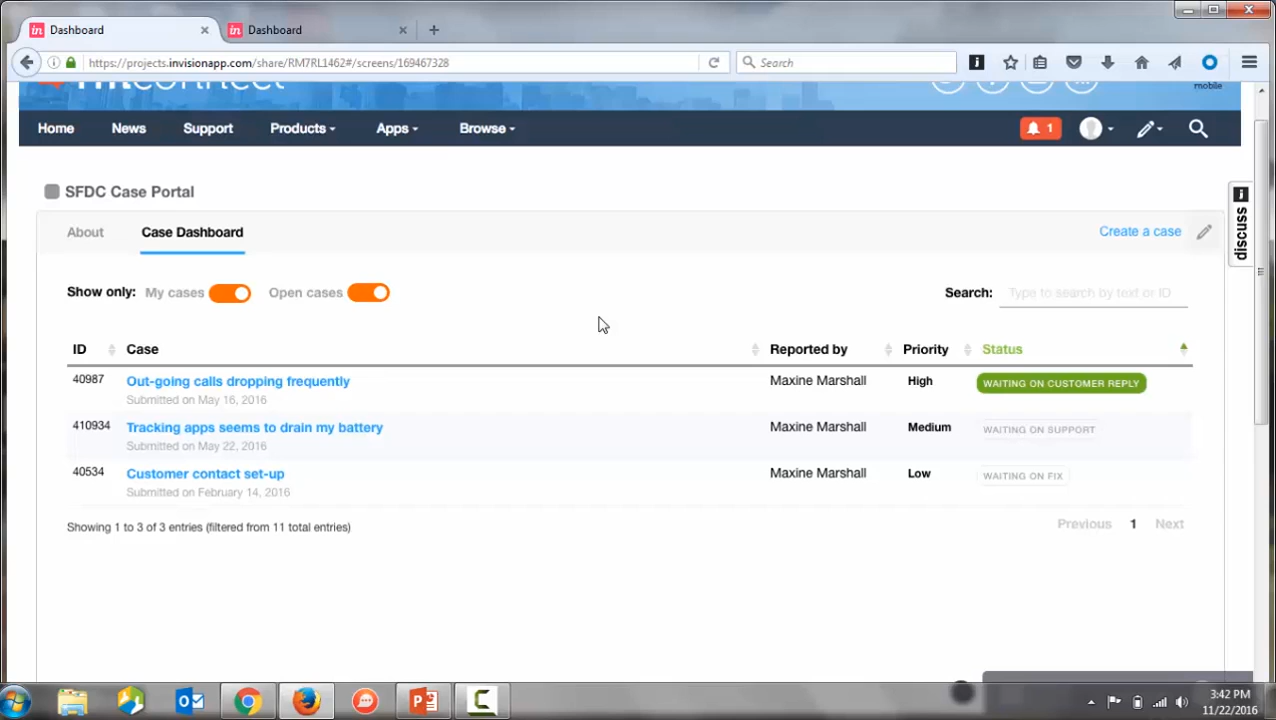 Dashboard
Dashboard
https://projects.invisionapp.com/share/RM7RL1462#/screens/169467328
Search
mobile
Home News Support Products Apps Browse 1
SFDC Case Portal
About Case Dashboard Create a case
discuss
Show only: My cases Open cases Search: Type to search by text or ID
ID Case Reported by Priority Status
40987 Out-going calls dropping frequently Maxine Marshall High WAITING ON CUSTOMER REPLY
Submitted on May 16, 2016
410934 Tracking apps seems to drain my battery Maxine Marshall Medium WAITING ON SUPPORT
Submitted on May 22, 2016
40534 Customer contact set-up Maxine Marshall Low WAITING ON FIX
Submitted on February 14, 2016
Showing 1 to 3 of 3 entries (filtered from 11 total entries) Previous 1 Next
3:42 PM
11/22/2016